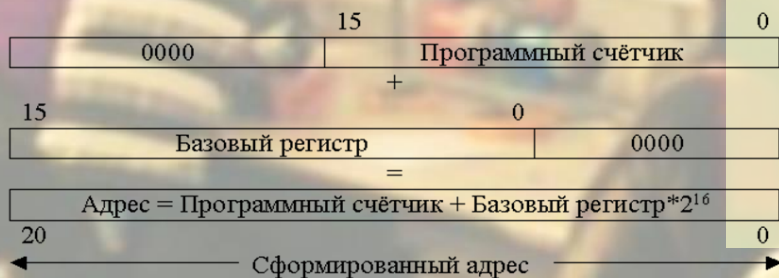 15 0
0000 Программный счётчик
+
15 0
Базовый регистр 0000
=
Адрес = Программный счётчик + Базовый регистр*2¹⁶
20 0
Сформированный адрес